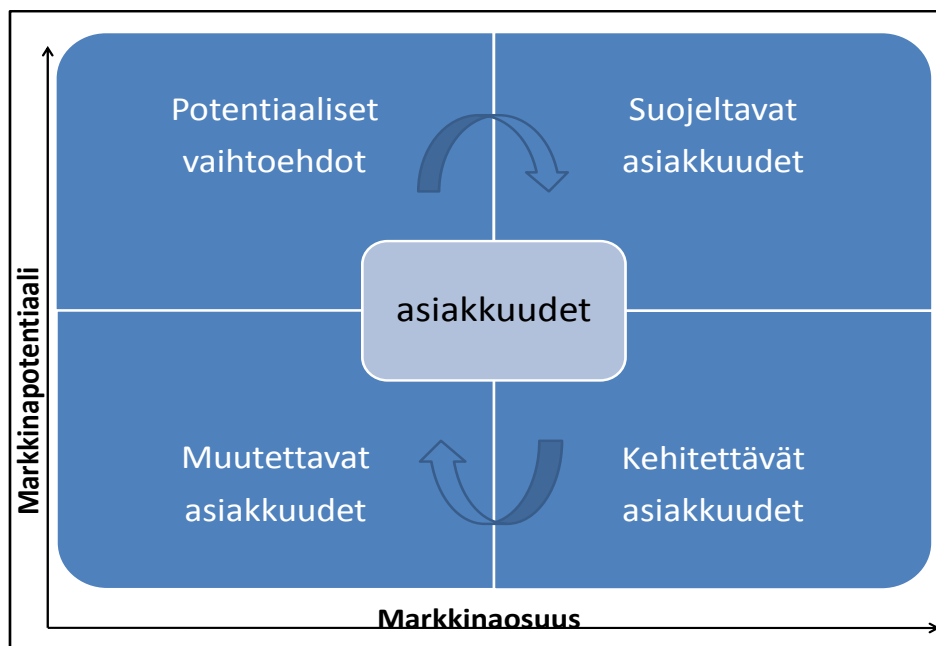 Potentiaaliset
vaihtoehdot
Suojeltavat
asiakkuudet
asiakkuudet
Muutettavat
asiakkuudet
Kehitettävät
asiakkuudet
Markkinapotentiaali
Markkinaosuus